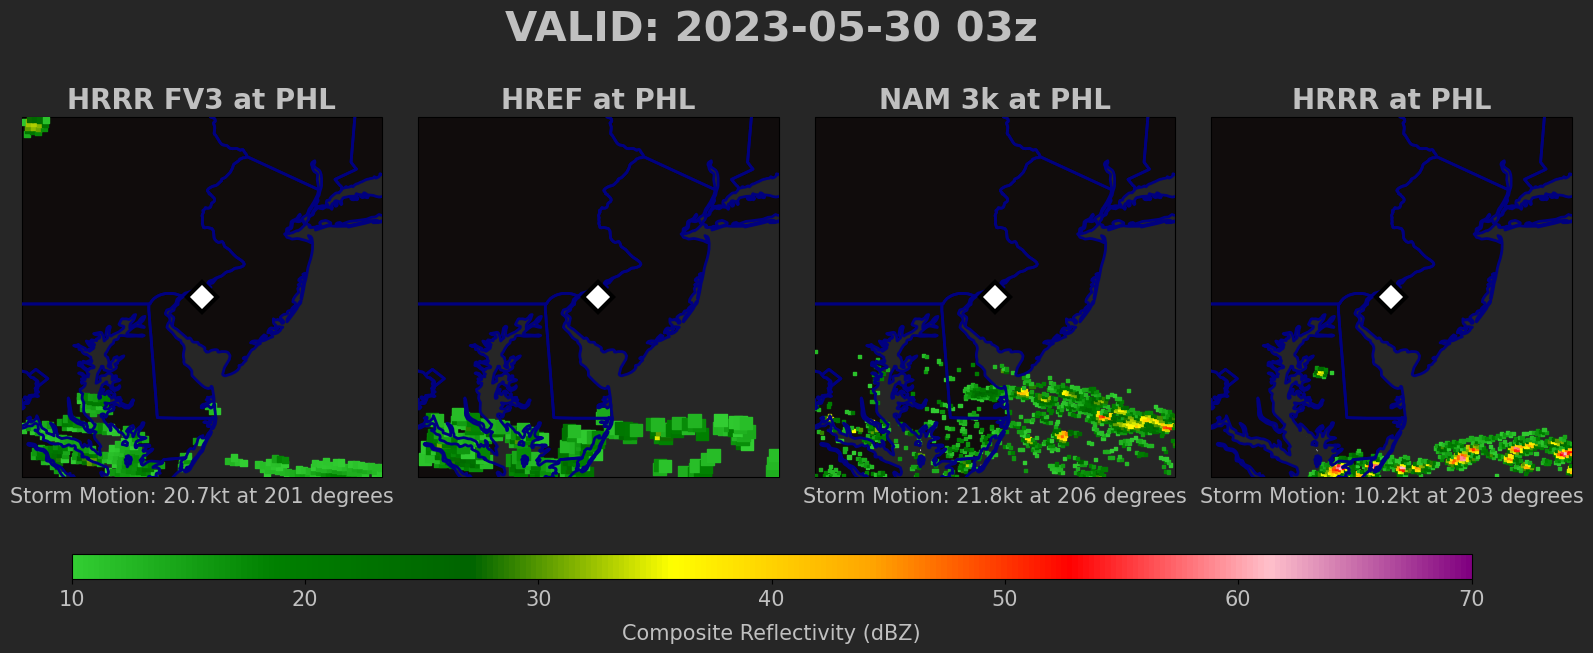 VALID: 2023-05-30 03z
HRRR FV3 at PHL
HREF at PHL
NAM 3k at PHL
HRRR at PHL
Storm Motion: 20.7kt at 201 degrees
Storm Motion: 21.8kt at 206 degrees
Storm Motion: 10.2kt at 203 degrees
10 20 30 40 50 60 70
Composite Reflectivity (dBZ)